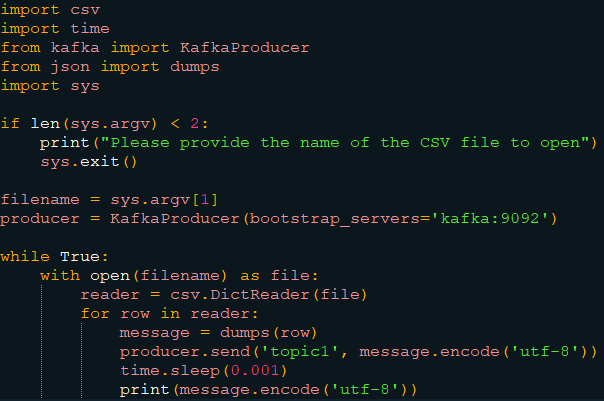 import csv
import time
from kafka import KafkaProducer
from json import dumps
import sys

if len(sys.argv) < 2:
    print("Please provide the name of the CSV file to open")
    sys.exit()

filename = sys.argv[1]
producer = KafkaProducer(bootstrap_servers='kafka:9092')

while True:
    with open(filename) as file:
        reader = csv.DictReader(file)
        for row in reader:
            message = dumps(row)
            producer.send('topic1', message.encode('utf-8'))
            time.sleep(0.001)
            print(message.encode('utf-8'))